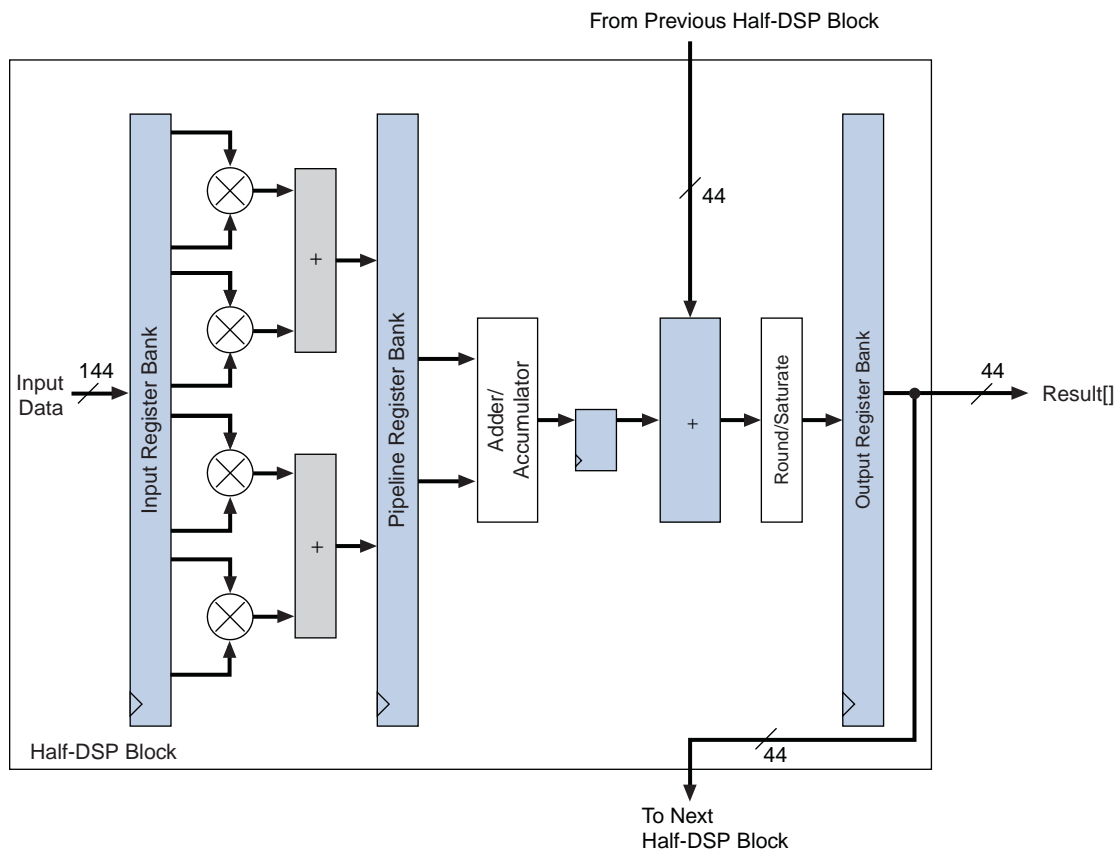 From Previous Half-DSP Block
44
Input Register Bank
+
+
Pipeline Register Bank
Adder/
Accumulator
+
Round/Saturate
Output Register Bank
144
Input
Data
44
Result[]
Half-DSP Block
44
To Next
Half-DSP Block